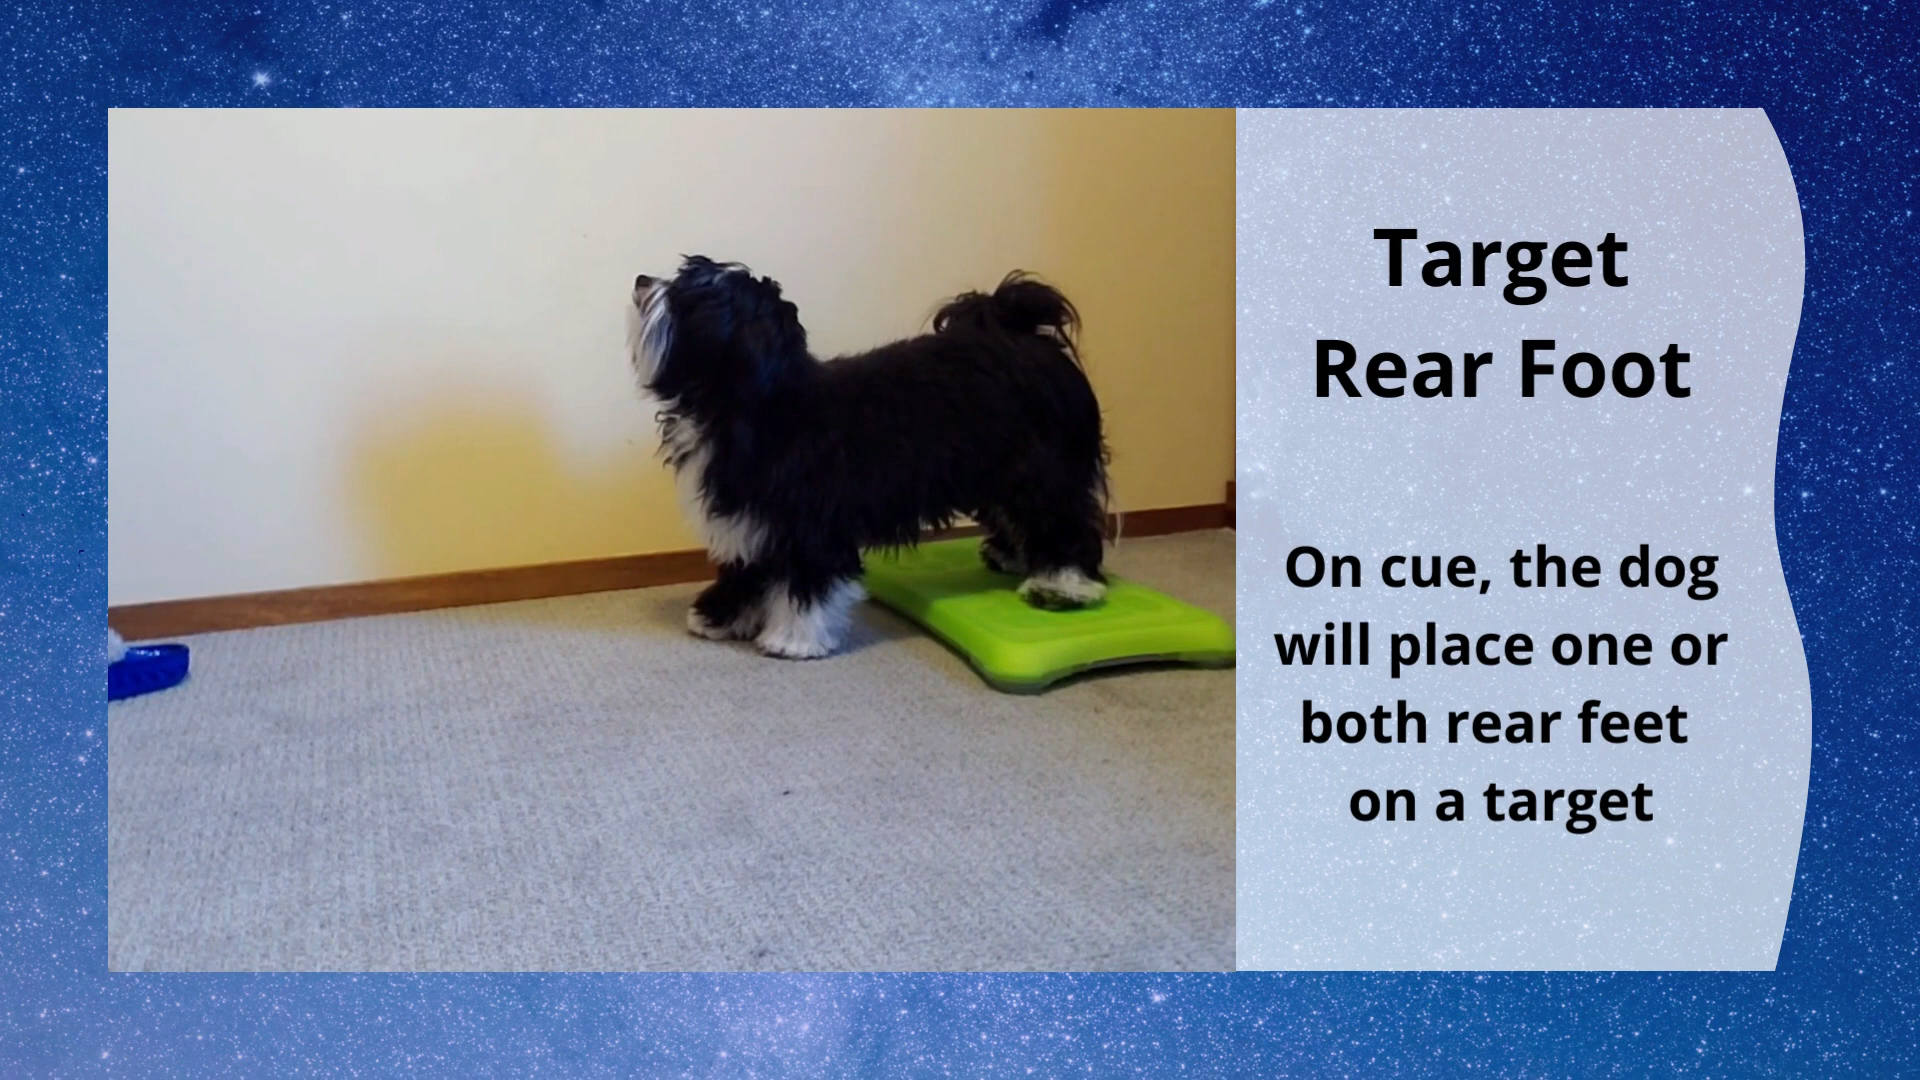 Target
Rear Foot
On cue, the dog
will place one or
both rear feet
on a target